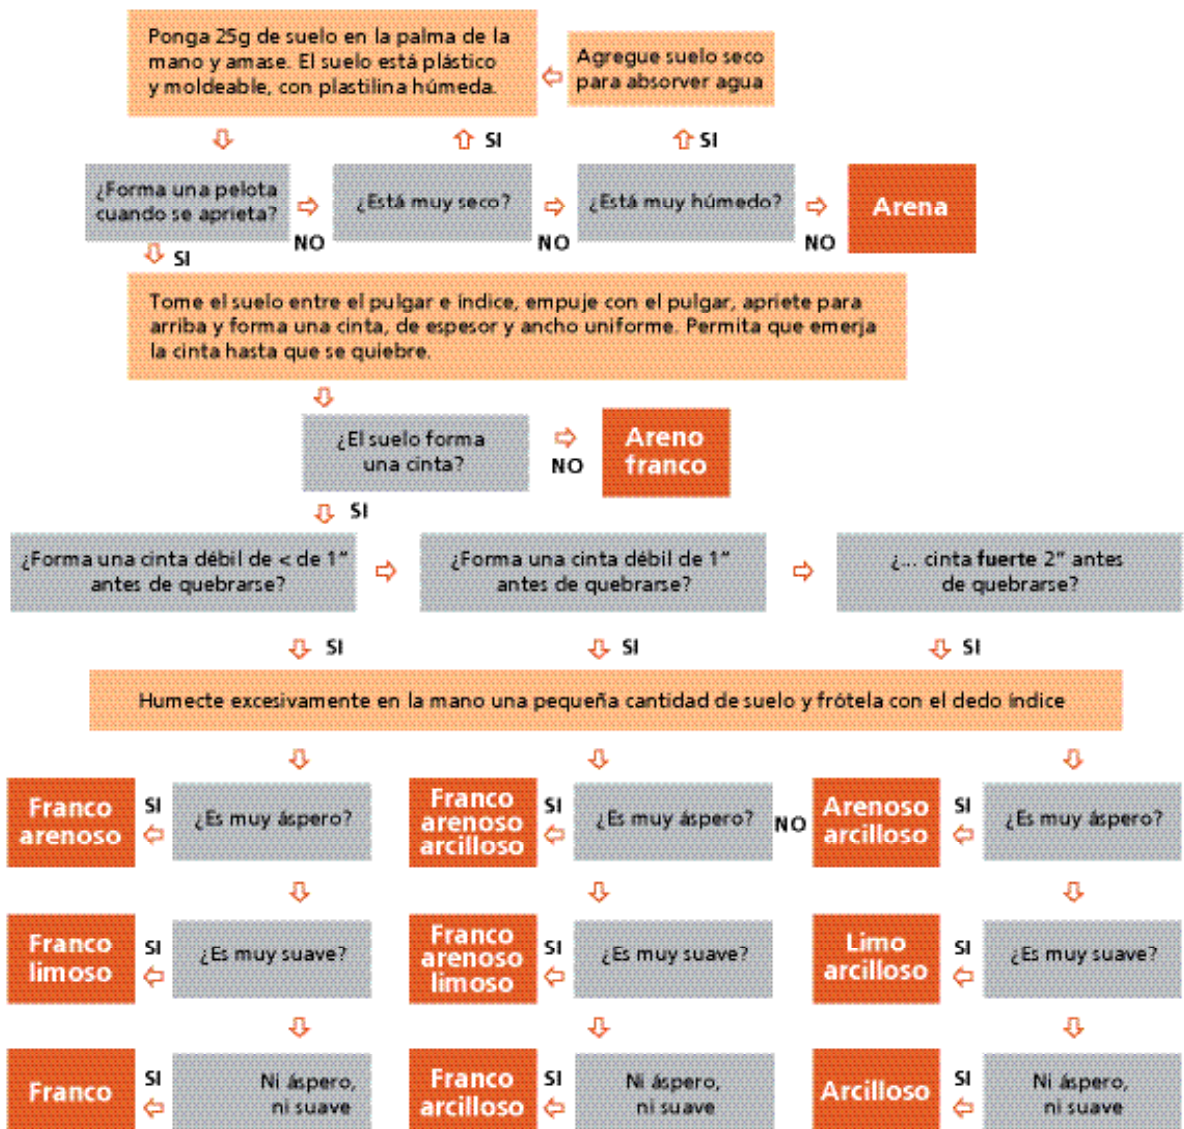 Ponga 25g de suelo en la palma de la
mano y amase. El suelo está plástico
y moldeable, con plastilina húmeda.
Agregue suelo seco
para absorver agua
SI
SI
¿Forma una pelota
cuando se aprieta?
NO
¿Está muy seco?
NO
¿Está muy húmedo?
NO
Arena
SI
Tome el suelo entre el pulgar e índice, empuje con el pulgar, apriete para
arriba y forma una cinta, de espesor y ancho uniforme. Permita que emerja
la cinta hasta que se quiebre.
¿El suelo forma
una cinta?
NO
Areno
franco
SI
¿Forma una cinta débil de < de 1"
antes de quebrarse?
¿Forma una cinta débil de 1"
antes de quebrarse?
¿... cinta fuerte 2" antes
de quebrarse?
SI
SI
SI
Humecte excesivamente en la mano una pequeña cantidad de suelo y frótela con el dedo índice
Franco
arenoso
SI
¿Es muy áspero?
Franco
arenoso
arcilloso
SI
¿Es muy áspero?
NO
Arenoso
arcilloso
SI
¿Es muy áspero?
Franco
limoso
SI
¿Es muy suave?
Franco
arenoso
limoso
SI
¿Es muy suave?
Limo
arcilloso
SI
¿Es muy suave?
Franco
SI
Ni áspero,
ni suave
Franco
arcilloso
SI
Ni áspero,
ni suave
Arcilloso
SI
Ni áspero,
ni suave